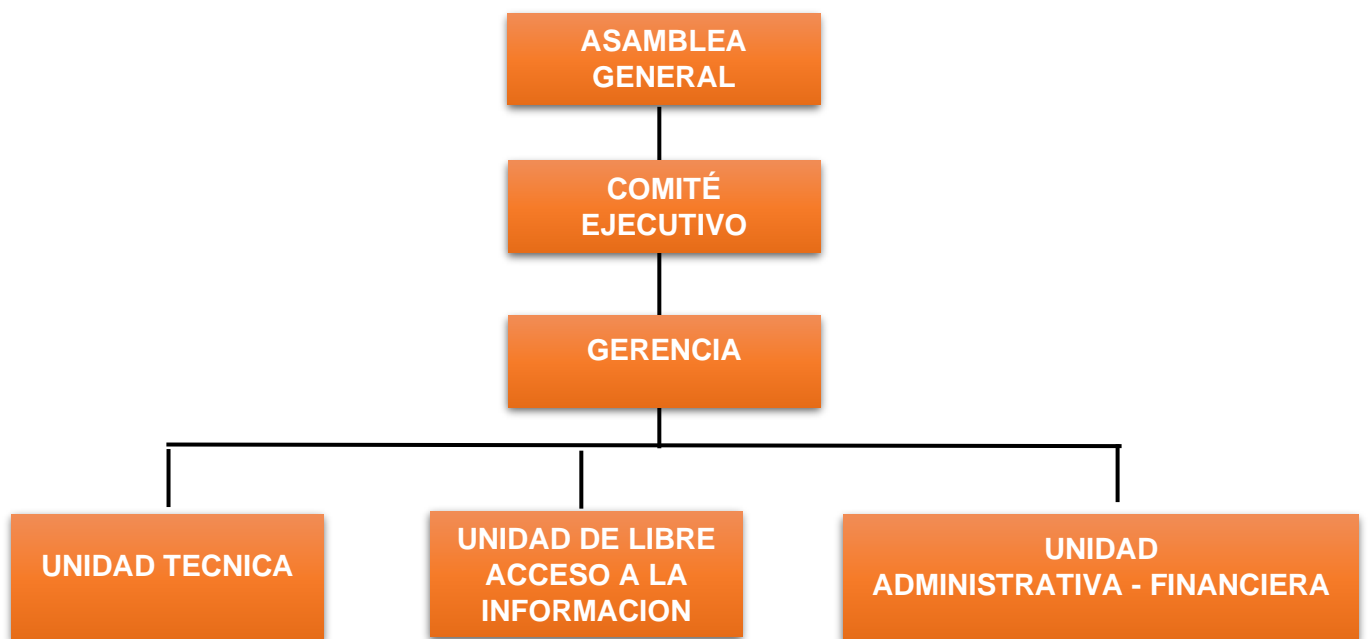 ASAMBLEA
GENERAL
COMITÉ
EJECUTIVO
GERENCIA
UNIDAD TECNICA
UNIDAD DE LIBRE
ACCESO A LA
INFORMACION
UNIDAD
ADMINISTRATIVA - FINANCIERA